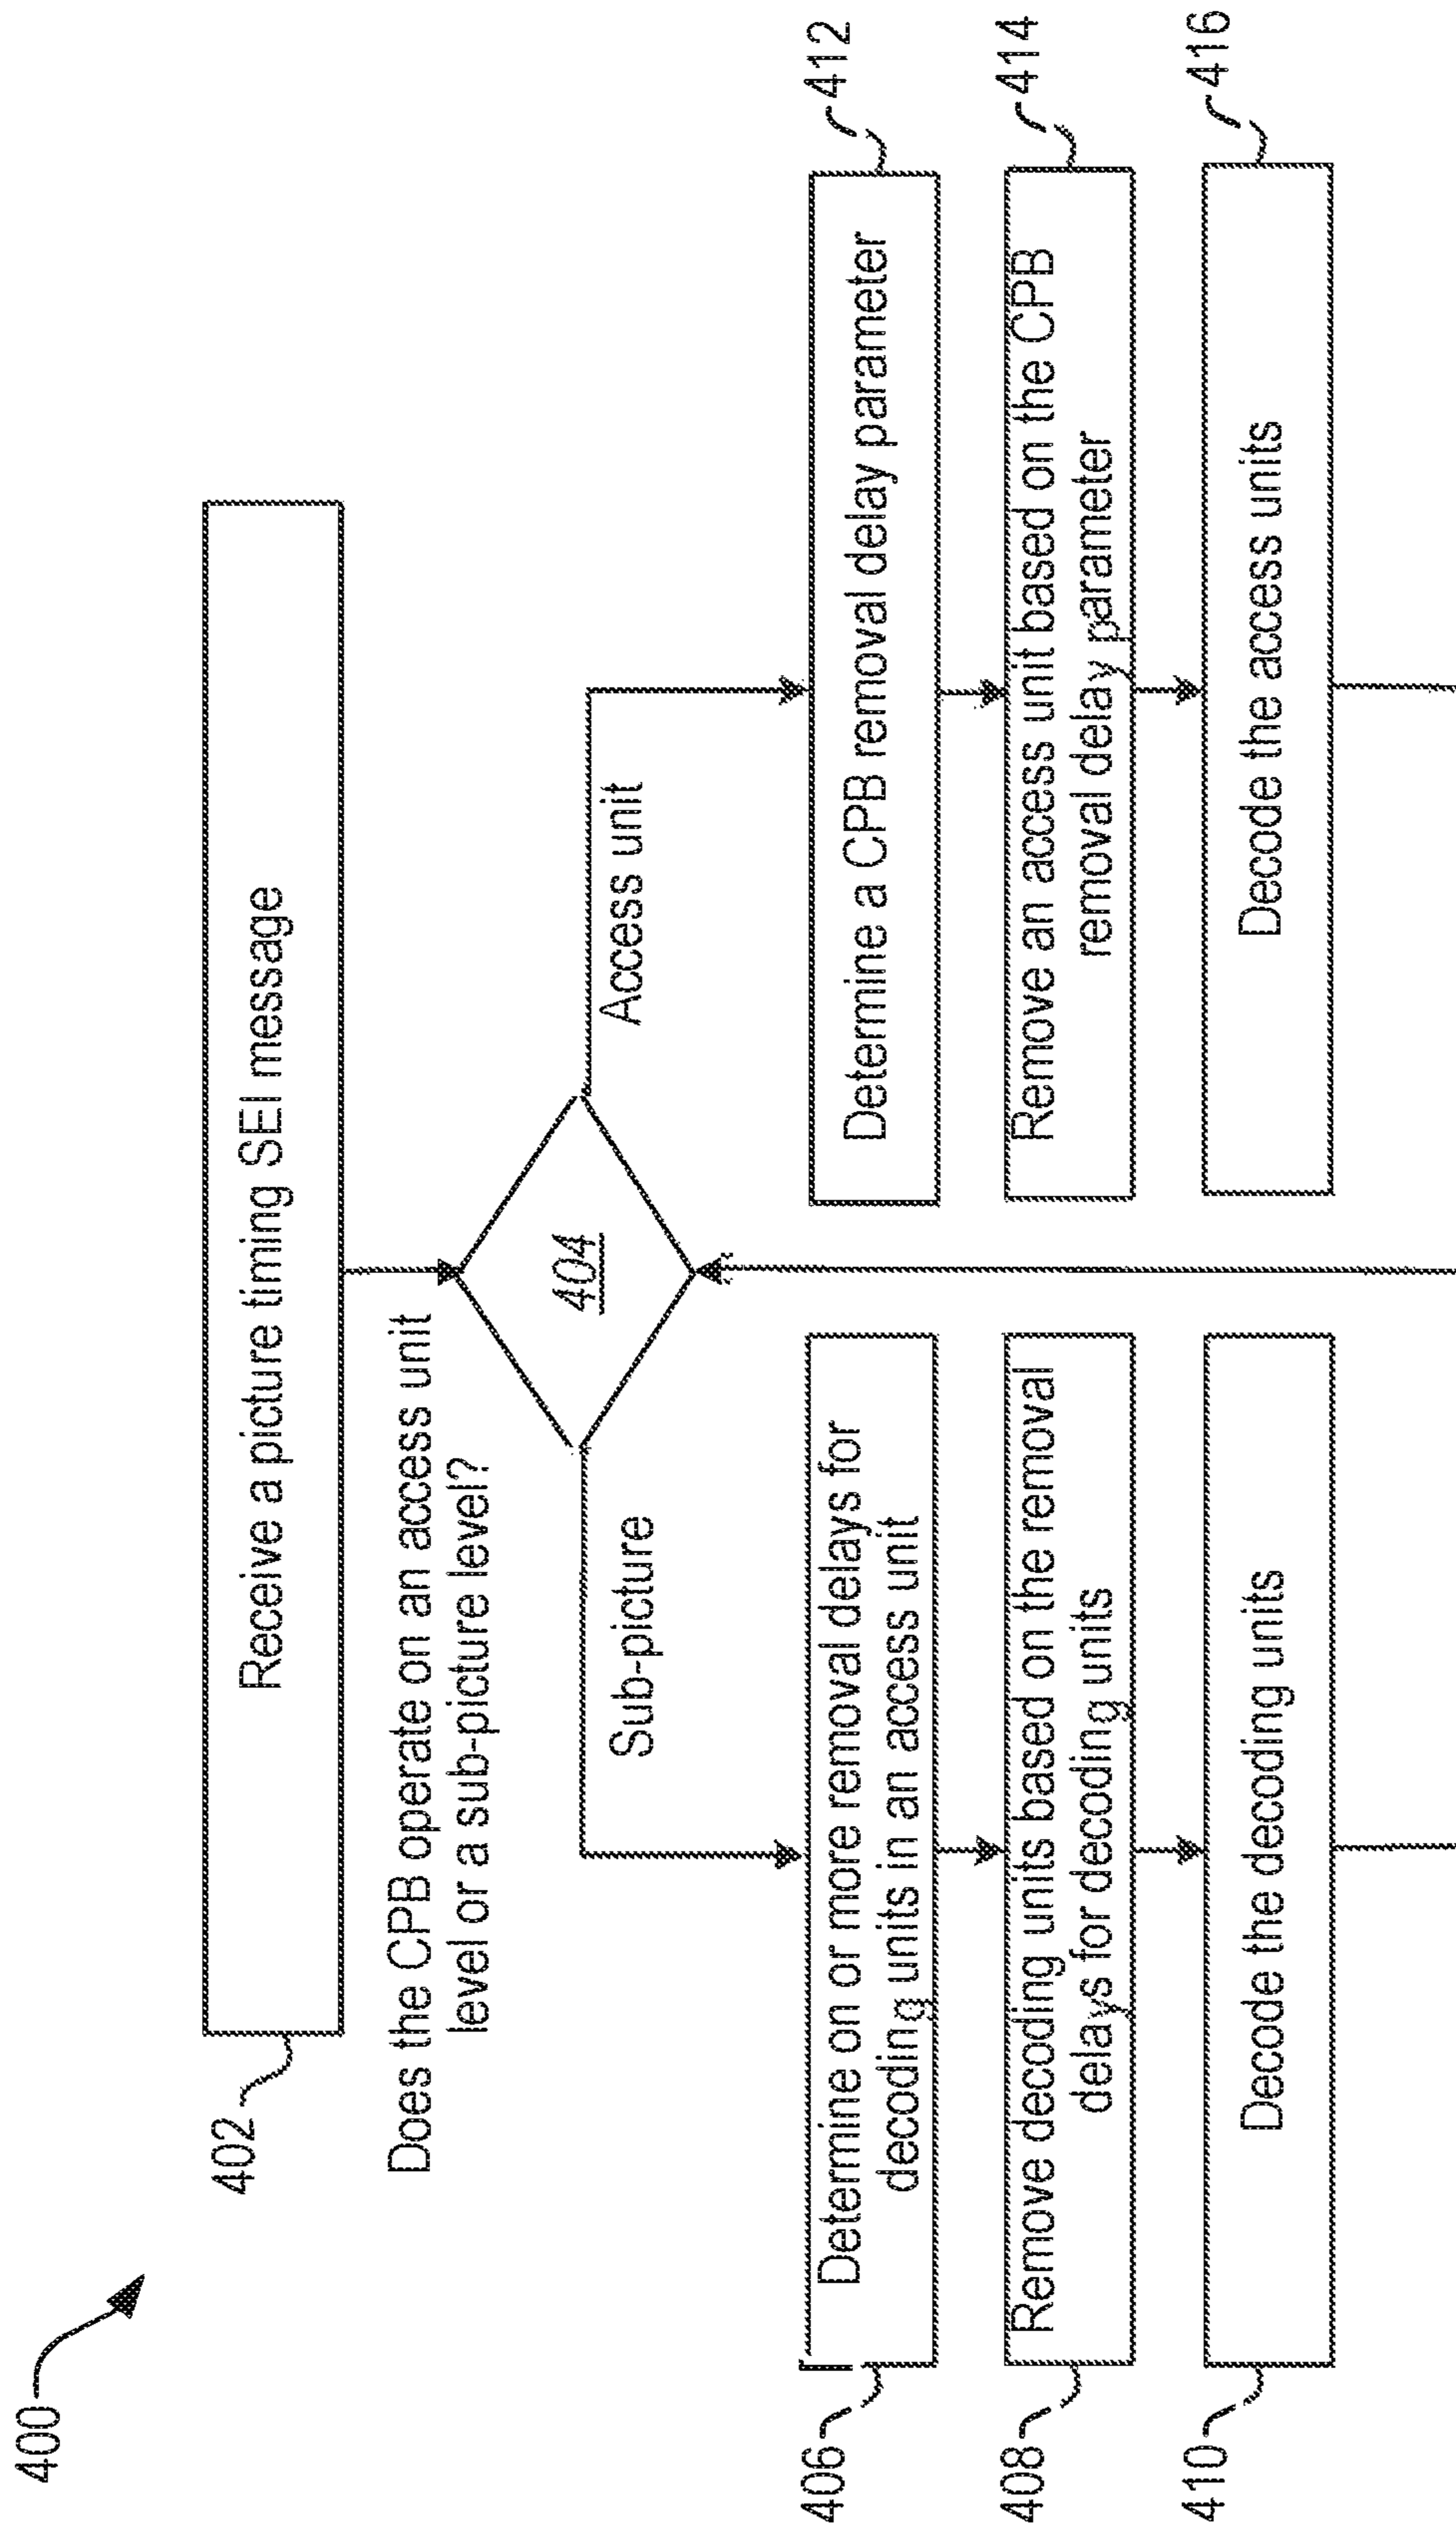 400
402
Receive a picture timing SEI message
Does the CPB operate on an access unit
level or a sub-picture level?
404
Sub-picture
Access unit
406
Determine on or more removal delays for
decoding units in an access unit
412
Determine a CPB removal delay parameter
408
Remove decoding units based on the removal
delays for decoding units
414
Remove an access unit based on the CPB
removal delay parameter
410
Decode the decoding units
416
Decode the access units